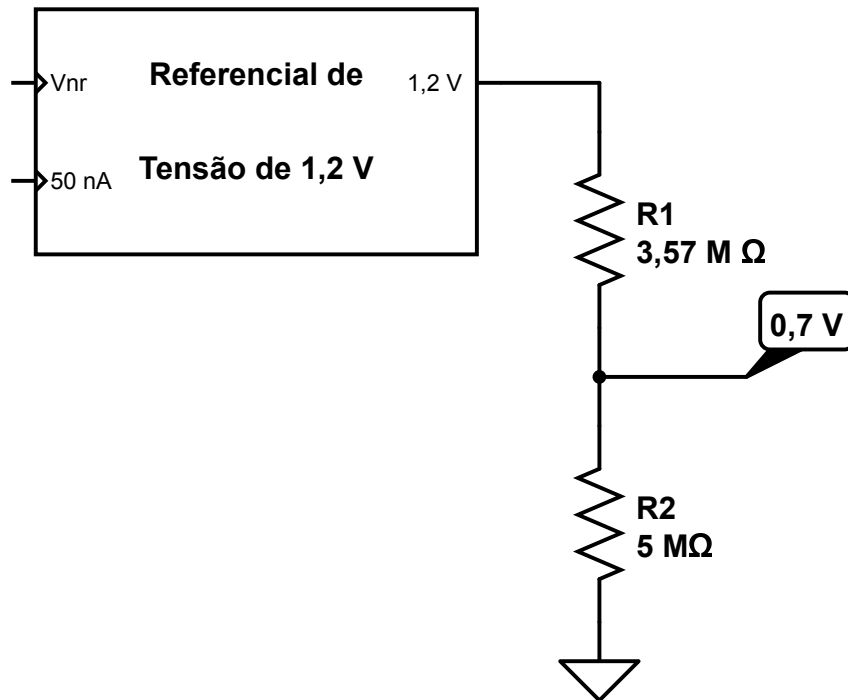 Vnr
Referencial de
1,2 V
50 nA
Tensão de 1,2 V
R1
3,57 M Ω
0,7 V
R2
5 MΩ